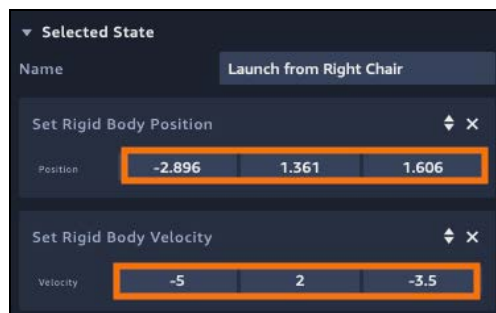 Selected State
Name Launch from Right Chair
Set Rigid Body Position
Position -2.896 1.361 1.606
Set Rigid Body Velocity
Velocity -5 2 -3.5